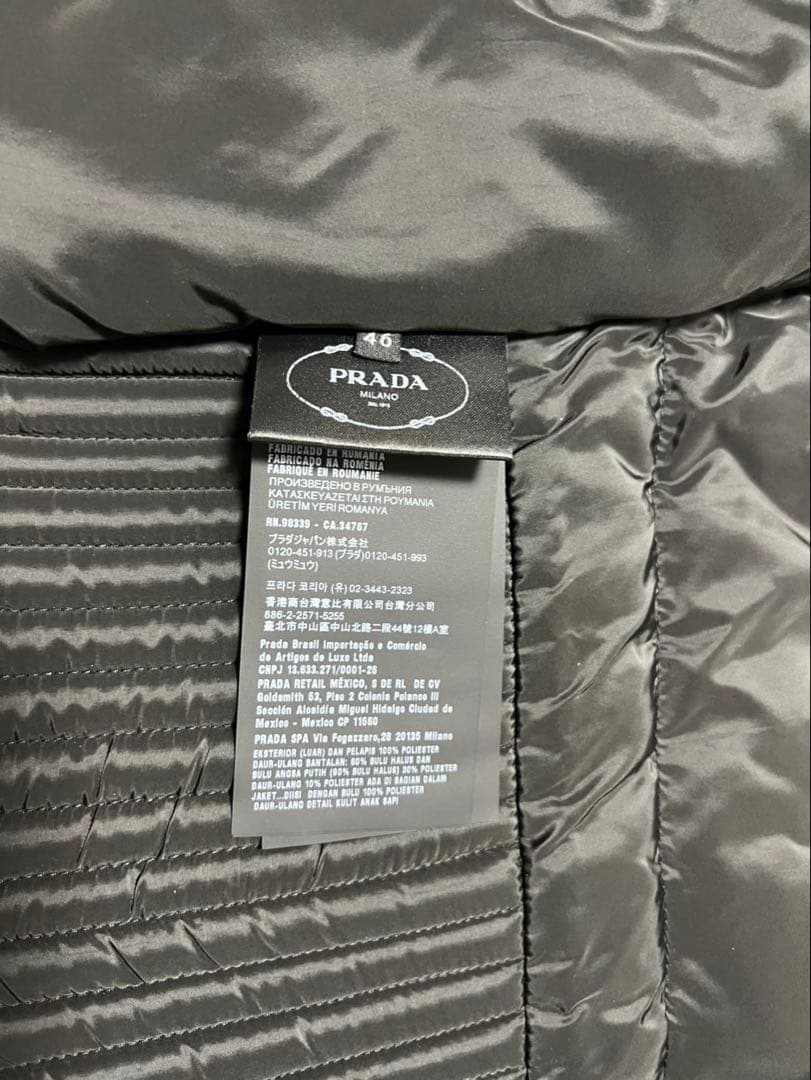 46
PRADA
MILANO
DAL 1913
FABRICADO EN RUMANIA
FABRICADO NA ROMÉNIA
FABRIQUÉ EN ROUMANIE
ПРОИЗВЕДЕНО В РУМЪНИЯ
ΚΑΤΑΣΚΕΥΑΖΕΤΑΙ ΣΤΗ ΡΟΥΜΑΝΙΑ
ÜRETİM YERİ ROMANYA
RN.98339 - CA.34767
プラダジャパン株式会社
0120-451-913 (プラダ)0120-451-993
(ミュウミュウ)
프라다 코리아 (유) 02-3443-2323
香港商台灣意比有限公司台灣分公司
886-2-2571-5255
臺北市中山區中山北路二段44號12樓A室
Prada Brasil Importação e Comércio
de Artigos de Luxo Ltda
CNPJ 13.633.271/0001-26
PRADA RETAIL MÉXICO, S DE RL DE CV
Goldsmith 53, Piso 2 Colonia Polanco III
Sección Alcaldía Miguel Hidalgo Ciudad de
Mexico - Mexico CP 11560
PRADA SPA Via Fogazzaro,28 20135 Milano
EKSTERIOR (LUAR) DAN PELAPIS 100% POLIESTER
DAUR-ULANG BANTALAN: 60% BULU HALUS DAN
BULU ANGSA PUTIH (90% BULU HALUS) 30% POLIESTER
DAUR-ULANG 10% POLIESTER ADA DI BAGIAN DALAM
JAKET...DIISI DENGAN BULU 100% POLIESTER
DAUR-ULANG DETAIL KULIT ANAK SAPI